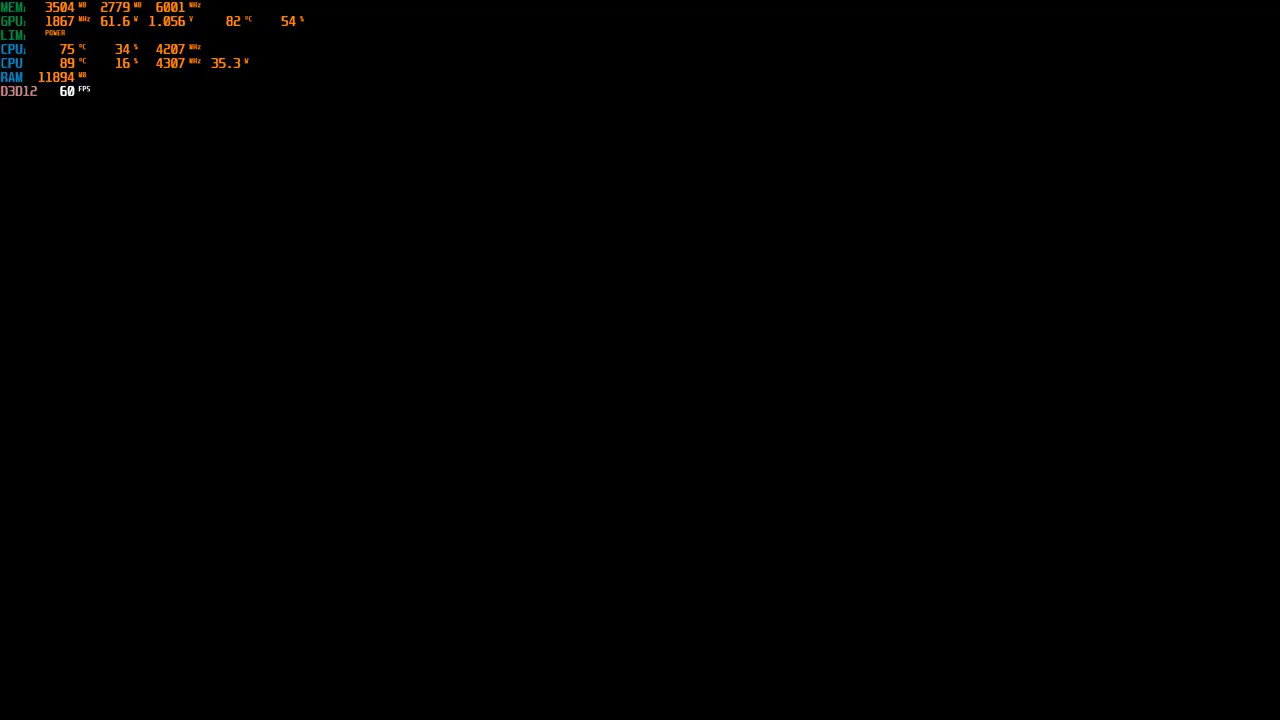 MEM1 3504 MB 2779 MB 6001 MHz
GPU1 1867 MHz 61.6 W 1.056 V 82 °C 54 %
LIM1 POWER
CPU1 75 °C 34 % 4207 MHz
CPU 89 °C 16 % 4307 MHz 35.3 W
RAM 11894 MB
D3D12 60 FPS